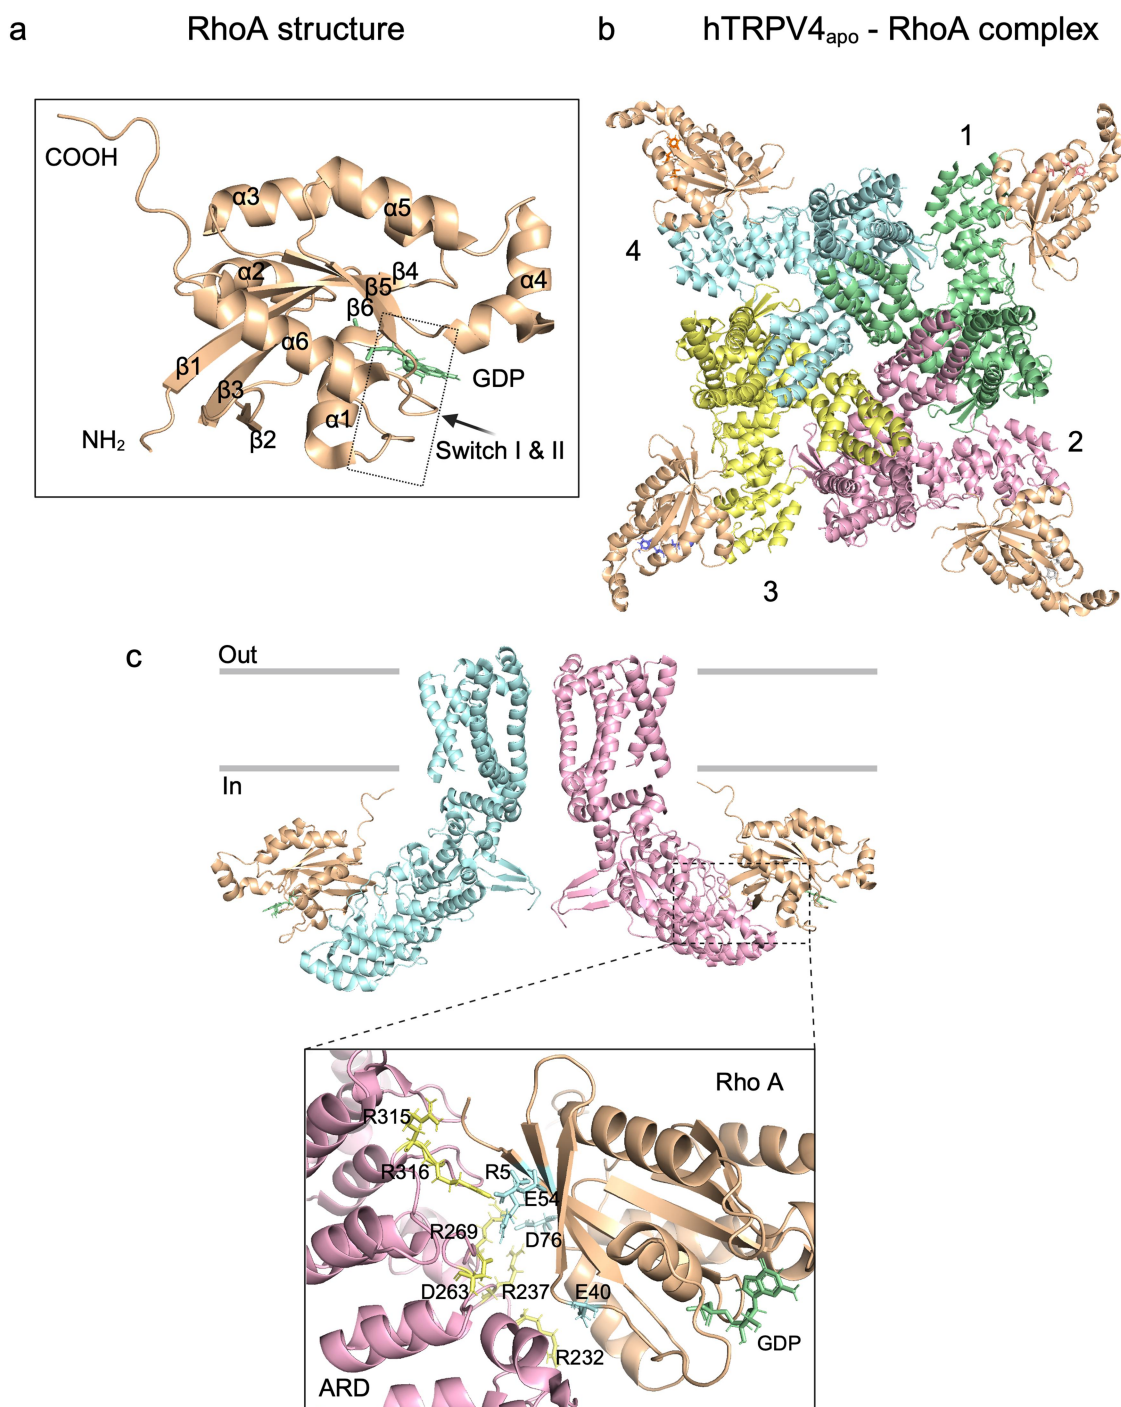 a
RhoA structure
b
hTRPV4apo - RhoA complex
COOH
α3
α5
α2
β4
β5
α4
β6
α6
β1
GDP
β3
α1
β2
NH2
Switch I & II
1
4
2
3
c
Out
In
Rho A
R315
R316
R5
E54
R269
D76
D263
R237
E40
GDP
R232
ARD